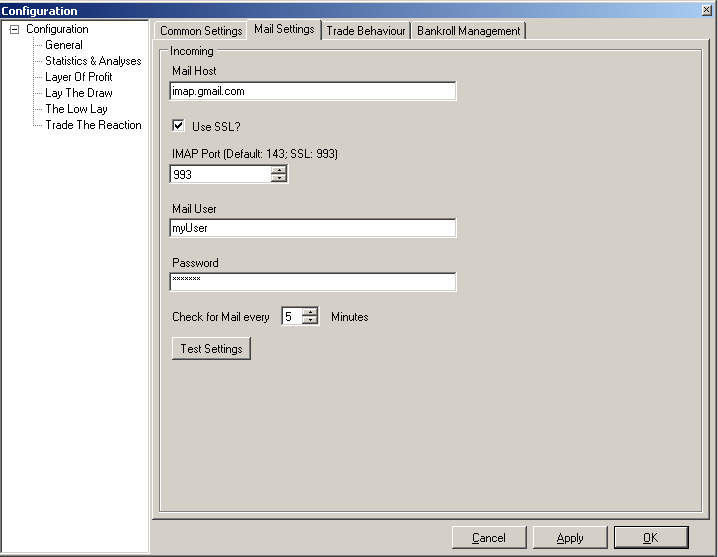 Configuration
Configuration
General
Statistics & Analyses
Layer Of Profit
Lay The Draw
The Low Lay
Trade The Reaction
Common Settings Mail Settings Trade Behaviour Bankroll Management
Incoming
Mail Host
imap.gmail.com
Use SSL?
IMAP Port (Default: 143; SSL: 993)
993
Mail User
myUser
Password
*******
Check for Mail every 5 Minutes
Test Settings
Cancel Apply OK